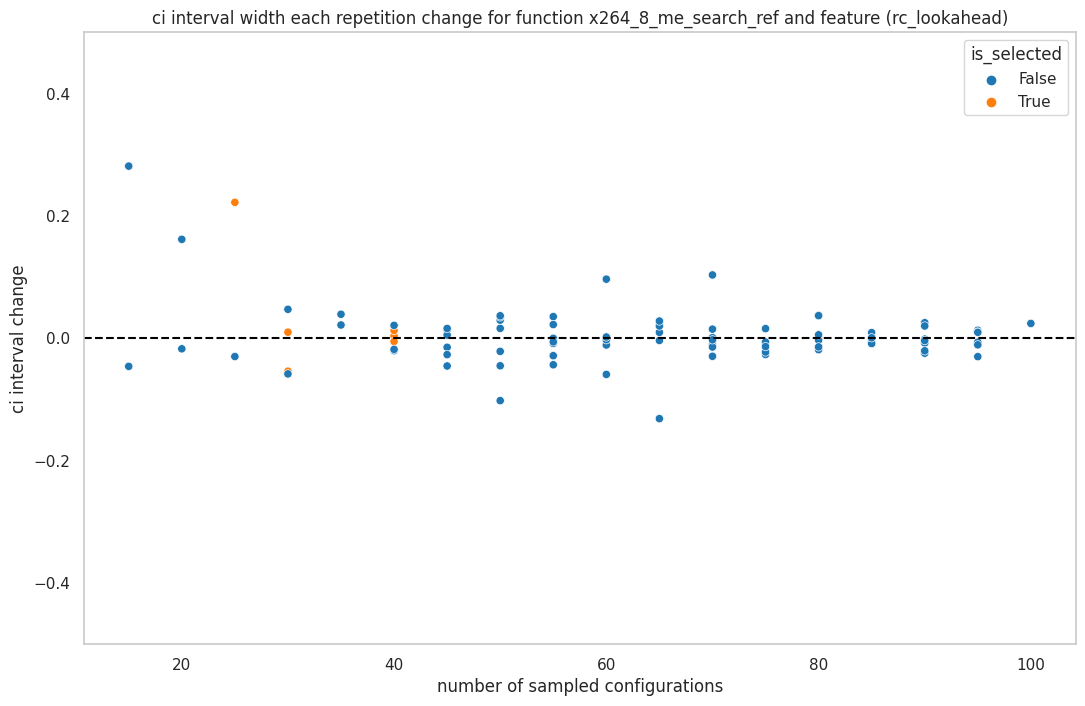 ci interval width each repetition change for function x264_8_me_search_ref and feature (rc_lookahead)
is_selected
False
True
ci interval change
0.4
0.2
0.0
−0.2
−0.4
20
40
60
80
100
number of sampled configurations